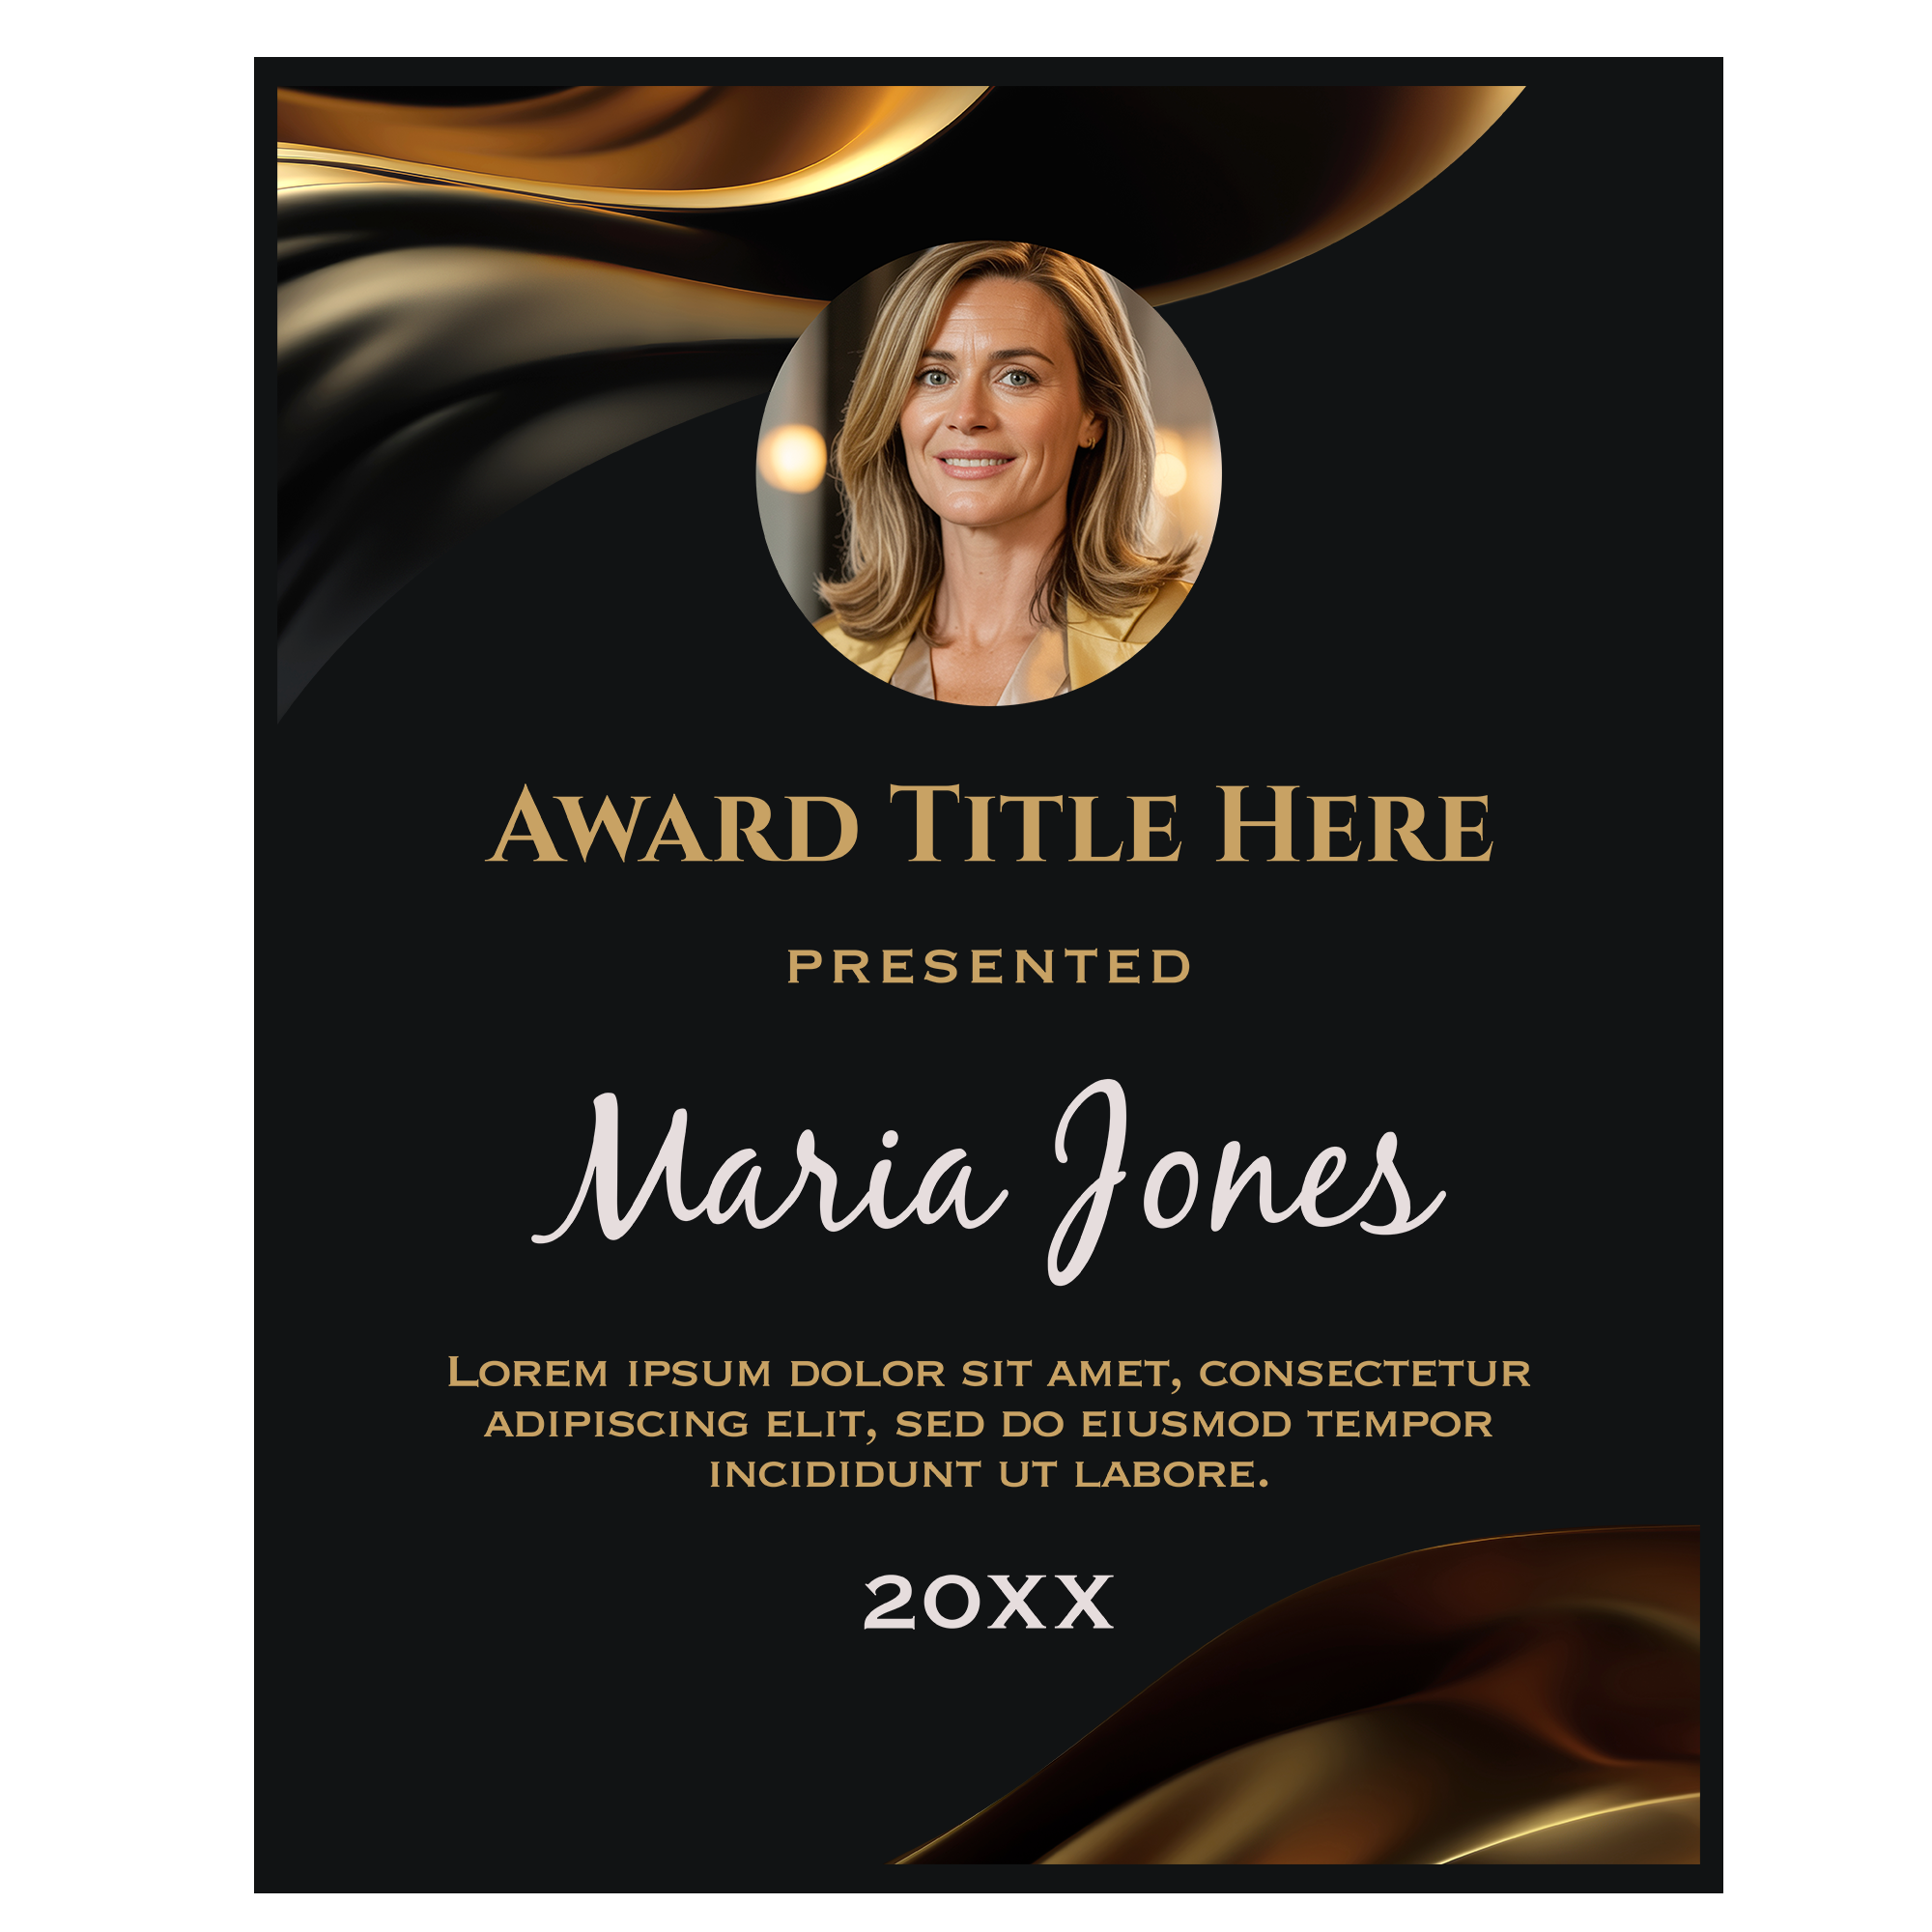 Award Title Here
PRESENTED
Maria Jones
Lorem ipsum dolor sit amet, consectetur
adipiscing elit, sed do eiusmod tempor
incididunt ut labore.
20XX